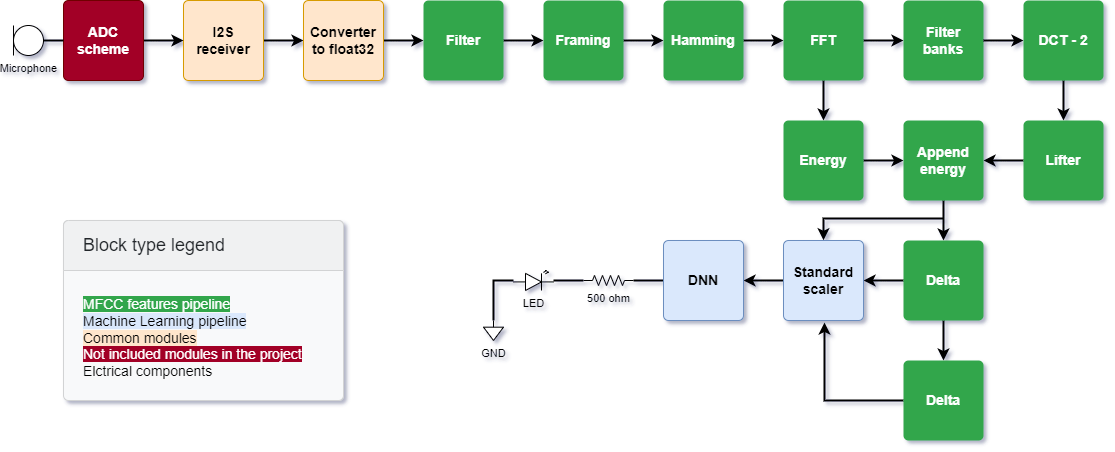 ADC
scheme
I2S
receiver
Converter
to float32
Filter
Framing
Hamming
FFT
Filter
banks
DCT - 2
Microphone
Energy
Append
energy
Lifter
Block type legend
MFCC features pipeline
Machine Learning pipeline
Common modules
Not included modules in the project
Elctrical components
GND
LED
500 ohm
DNN
Standard
scaler
Delta
Delta